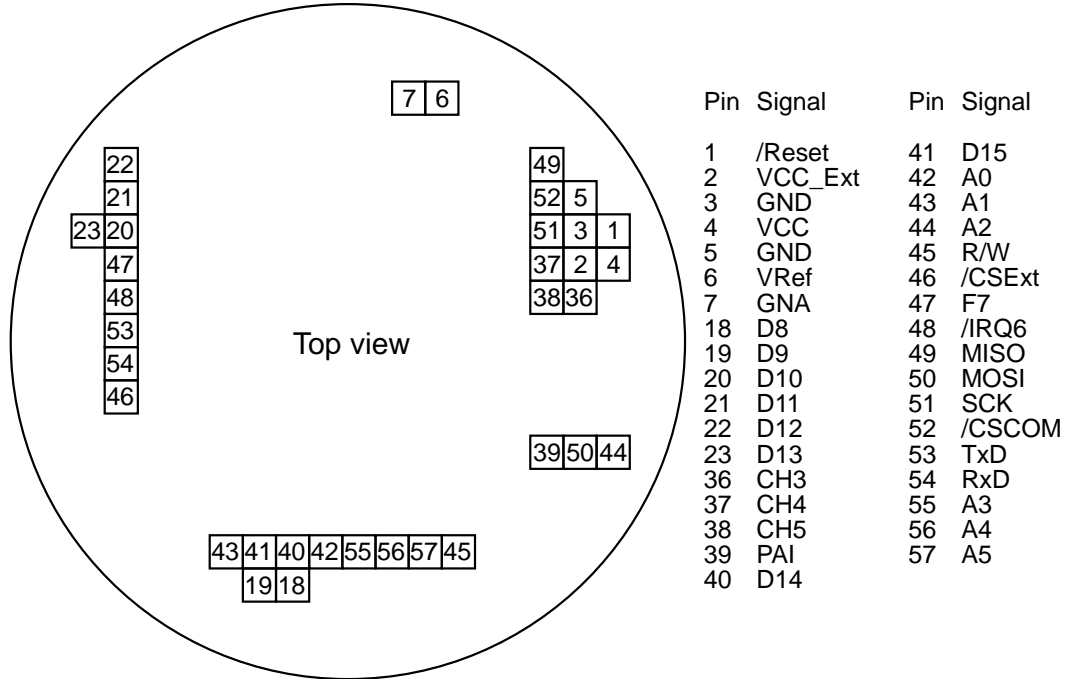 7 6
22
21
23 20
47
48
53
54
46
49
52 5
51 3 1
37 2 4
38 36
Top view
39 50 44
43 41 40 42 55 56 57 45
19 18
Pin Signal
1 /Reset
2 VCC_Ext
3 GND
4 VCC
5 GND
6 VRef
7 GNA
18 D8
19 D9
20 D10
21 D11
22 D12
23 D13
36 CH3
37 CH4
38 CH5
39 PAI
40 D14
Pin Signal
41 D15
42 A0
43 A1
44 A2
45 R/W
46 /CSExt
47 F7
48 /IRQ6
49 MISO
50 MOSI
51 SCK
52 /CSCOM
53 TxD
54 RxD
55 A3
56 A4
57 A5